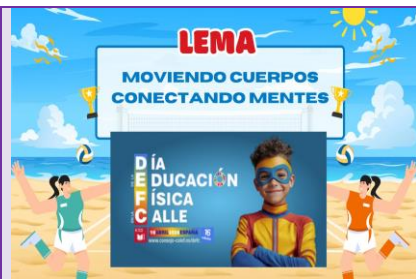 LEMA
MOVIENDO CUERPOS
CONECTANDO MENTES
DÍA
EDUCACIÓN
FÍSICA
CALLE